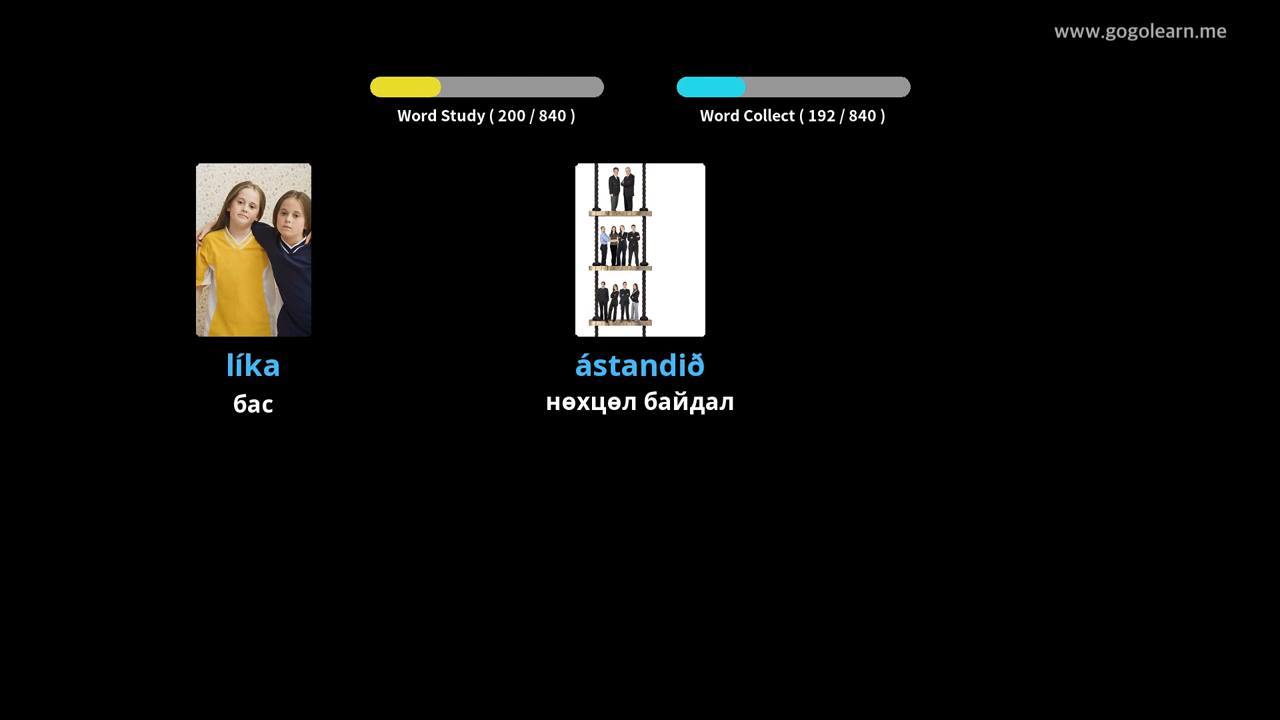 www.gogolearn.me
Word Study ( 200 / 840 )
Word Collect ( 192 / 840 )
líka
бас
ástandið
нөхцөл байдал